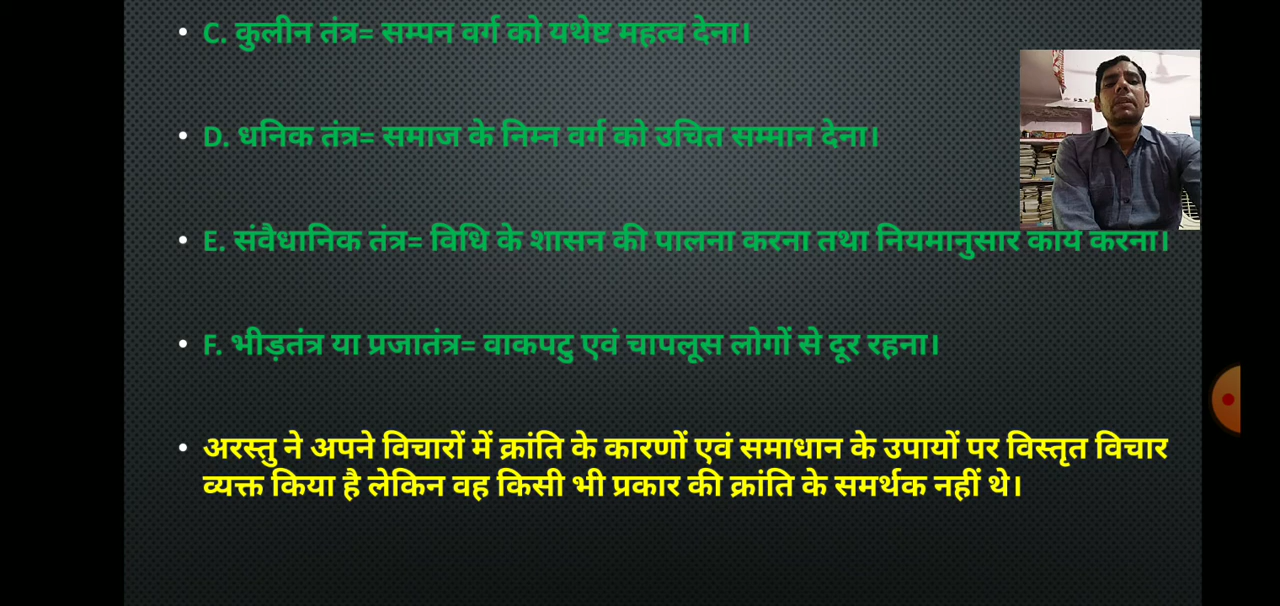 C. कुलीन तंत्र= सम्पन वर्ग को यथेष्ट महत्व देना।
D. धनिक तंत्र= समाज के निम्न वर्ग को उचित सम्मान देना।
E. संवैधानिक तंत्र= विधि के शासन की पालना करना तथा नियमानुसार कार्य करना।
F. भीड़तंत्र या प्रजातंत्र= वाकपटु एवं चापलूस लोगों से दूर रहना।
अरस्तु ने अपने विचारों में क्रांति के कारणों एवं समाधान के उपायों पर विस्तृत विचार
व्यक्त किया है लेकिन वह किसी भी प्रकार की क्रांति के समर्थक नहीं थे।